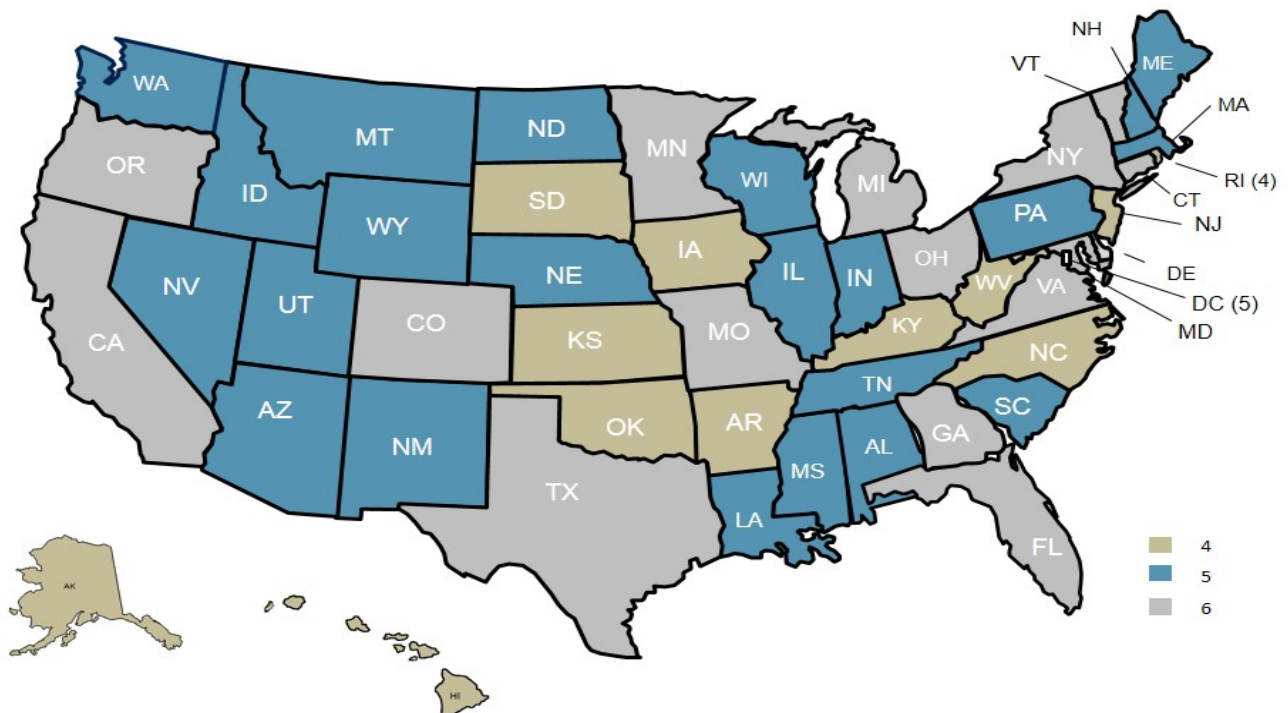 NH
VT
ME
WA
MA
MT
ND
MN
OR
NY
MI
RI (4)
WI
ID
SD
CT
PA
NJ
WY
IA
OH
DE
NE
IL
IN
WV
VA
NV
UT
DC (5)
CO
KY
MD
CA
KS
MO
NC
TN
AZ
SC
OK
AR
GA
NM
AL
MS
TX
LA
FL
4
5
6
AK
HI